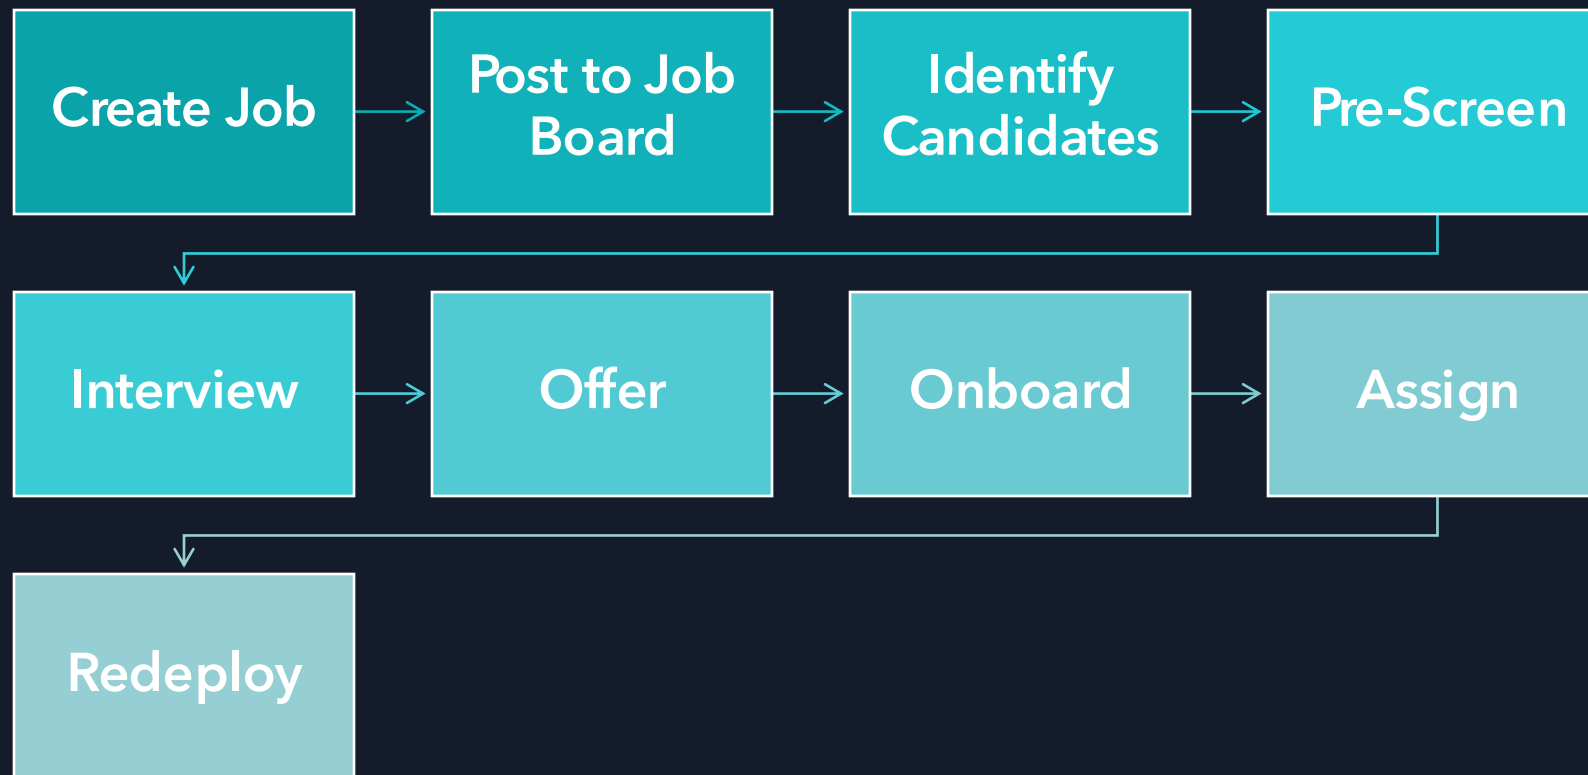 Create Job
Post to Job
Board
Identify
Candidates
Pre-Screen
Interview
Offer
Onboard
Assign
Redeploy